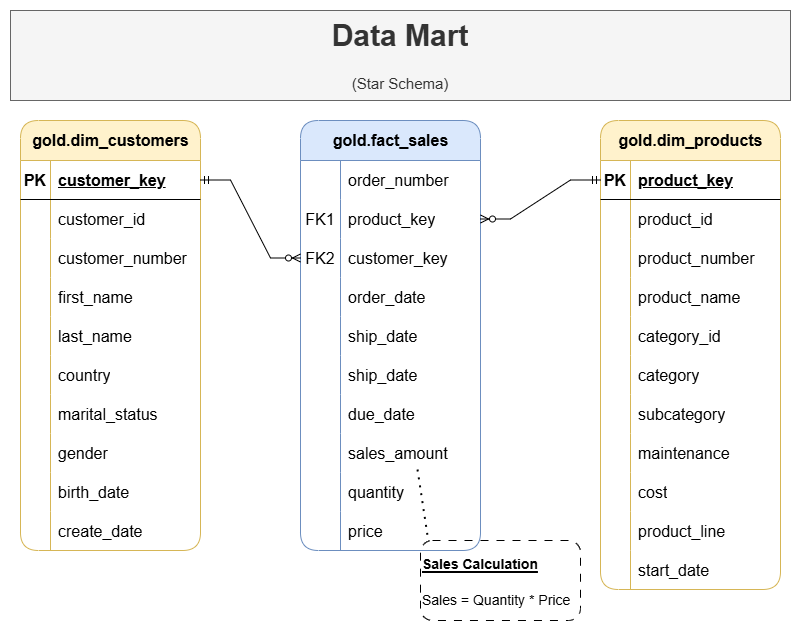 Data Mart
(Star Schema)
gold.dim_customers
PK customer_key
customer_id
customer_number
first_name
last_name
country
marital_status
gender
birth_date
create_date
gold.fact_sales
order_number
FK1 product_key
FK2 customer_key
order_date
ship_date
ship_date
due_date
sales_amount
quantity
price
Sales Calculation
Sales = Quantity * Price
gold.dim_products
PK product_key
product_id
product_number
product_name
category_id
category
subcategory
maintenance
cost
product_line
start_date